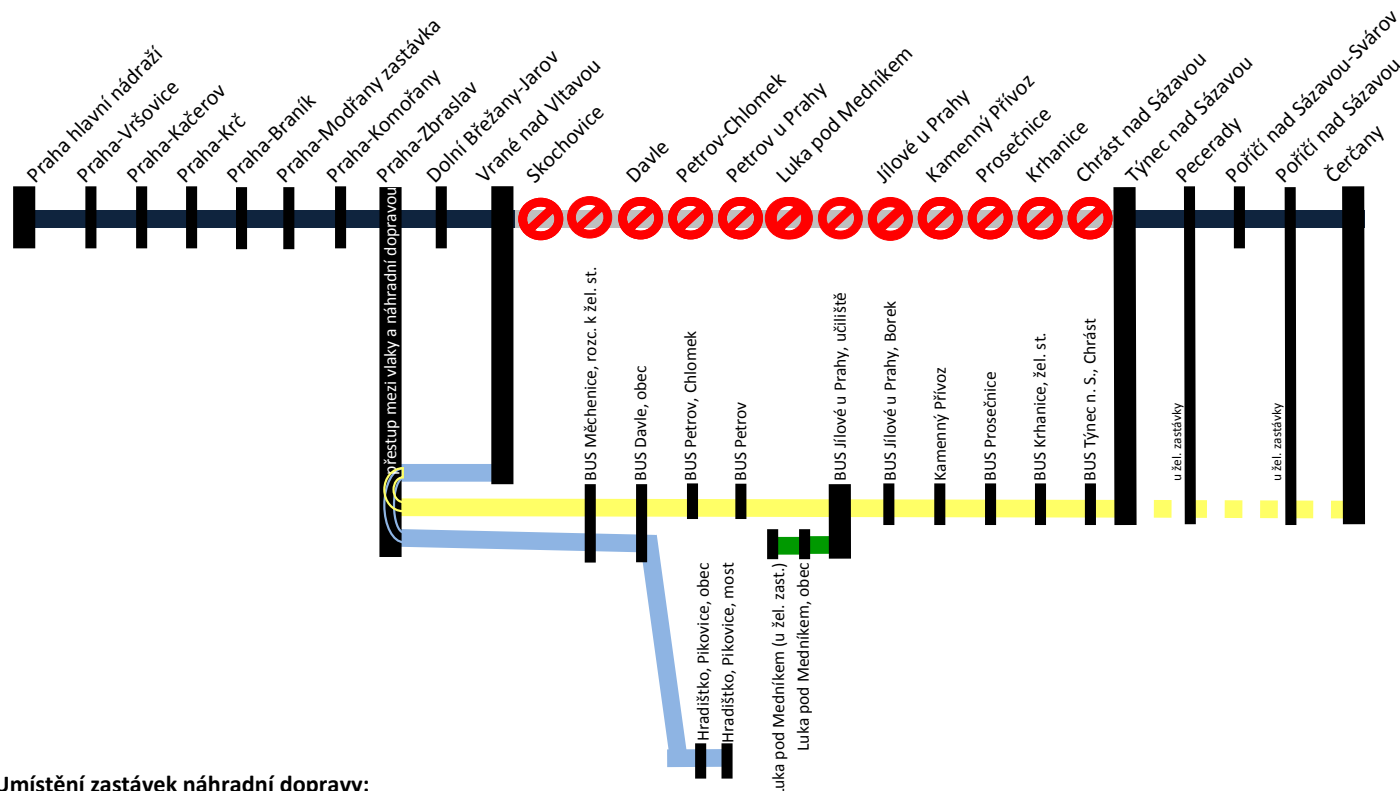 Praha hlavní nádraží
Praha-Vršovice
Praha-Kačerov
Praha-Krč
Praha-Braník
Praha-Modřany zastávka
Praha-Komořany
Praha-Zbraslav
Dolní Břežany-Jarov
Vrané nad Vltavou
Skochovice
Davle
Petrov-Chlomek
Petrov u Prahy
Luka pod Medníkem
Jílové u Prahy
Kamenný Přívoz
Prosečnice
Krhanice
Chrást nad Sázavou
Týnec nad Sázavou
Pecerady
Poříčí nad Sázavou-Svárov
Poříčí nad Sázavou
Čerčany
přestup mezi vlaky a náhradní dopravou
BUS Měchenice, rozc. k žel. st.
BUS Davle, obec
BUS Petrov, Chlomek
BUS Petrov
BUS Jílové u Prahy, učiliště
BUS Jílové u Prahy, Borek
Kamenný Přívoz
BUS Prosečnice
BUS Krhanice, žel. st.
BUS Týnec n. S., Chrást
u žel. zastávky
u žel. zastávky
Hradištko, Pikovice, obec
Hradištko, Pikovice, most
Luka pod Medníkem (u žel. zast.)
Luka pod Medníkem, obec
Umístění zastávek náhradní dopravy: